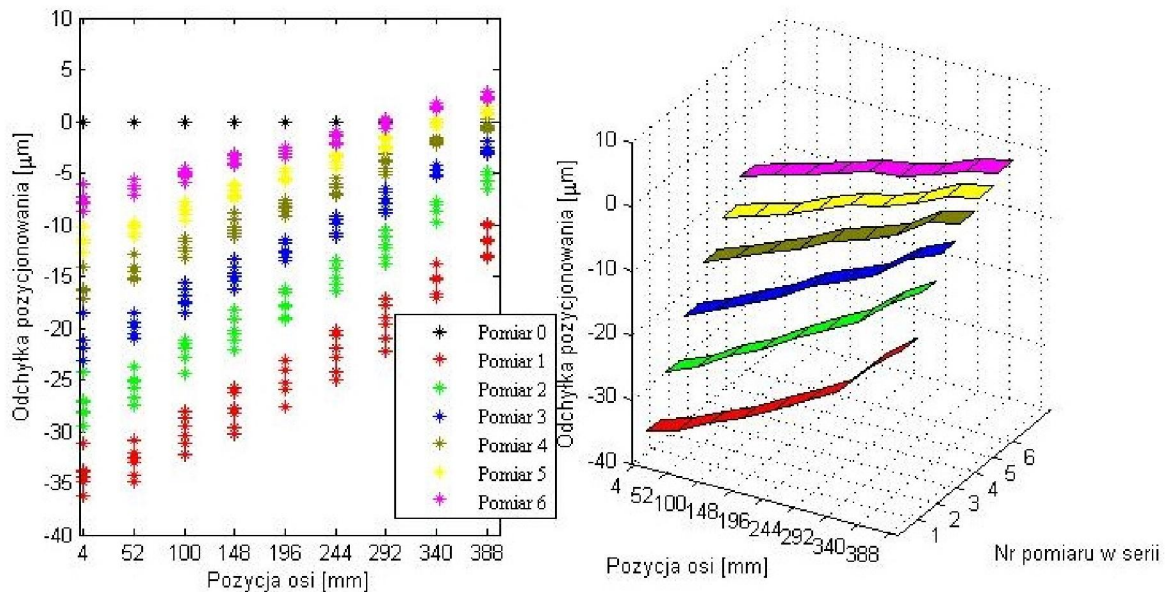 10
5
0
-5
-10
-15
-20
-25
-30
-35
-40
Odchyłka pozycjonowania [μm]
4 52 100 148 196 244 292 340 388
Pozycja osi [mm]
Pomiar 0
Pomiar 1
Pomiar 2
Pomiar 3
Pomiar 4
Pomiar 5
Pomiar 6
10
0
-10
-20
-30
-40
Odchyłka pozycjonowania [μm]
4 52 100 148 196 244 292 340 388
Pozycja osi [mm]
1 2 3 4 5 6
Nr pomiaru w serii